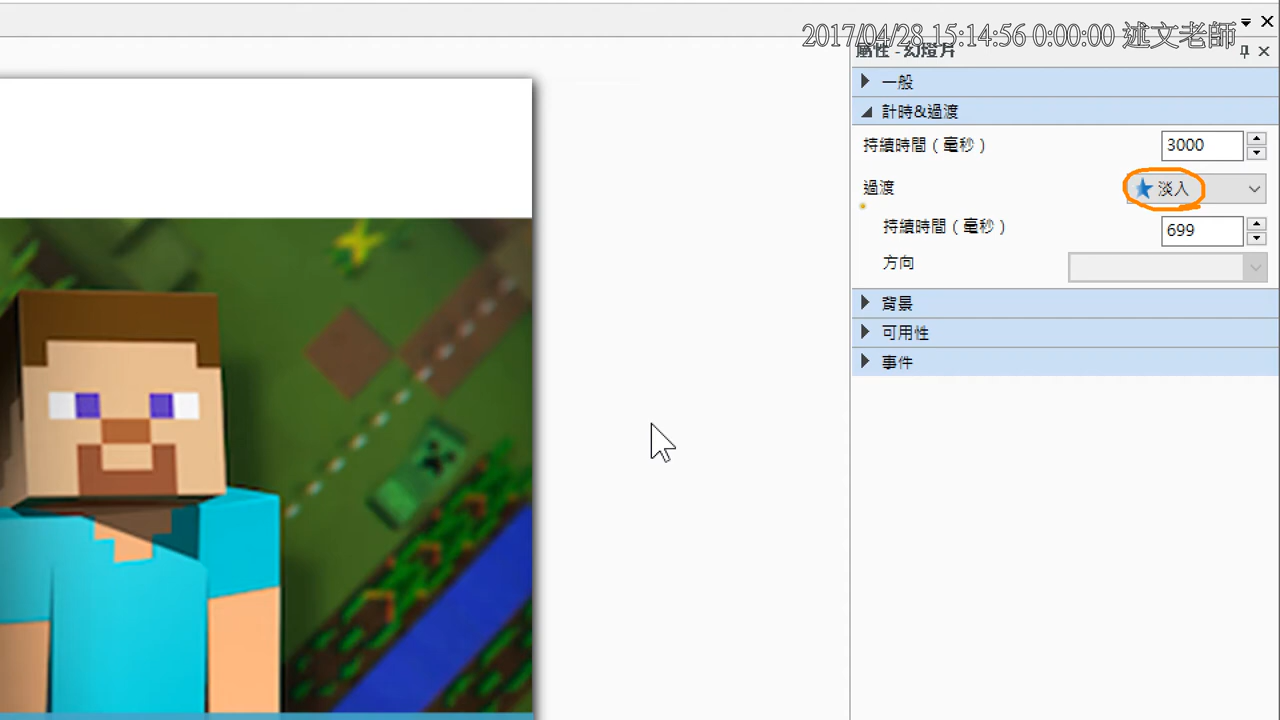 2017/04/28 15:14:56 0:00:00 述文老師
屬性 - 幻燈片
一般
計時&過渡
持續時間（毫秒） 3000
過渡 淡入
持續時間（毫秒） 699
方向
背景
可用性
事件